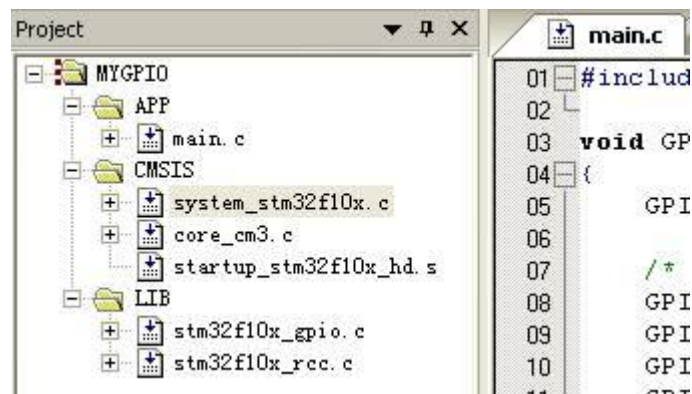 Project
MYGPIO
APP
main.c
CMSIS
system_stm32f10x.c
core_cm3.c
startup_stm32f10x_hd.s
LIB
stm32f10x_gpio.c
stm32f10x_rcc.c
main.c
01 #includ
02
03 void GP
04 {
05 GPI
06
07 /*
08 GPI
09 GPI
10 GPI